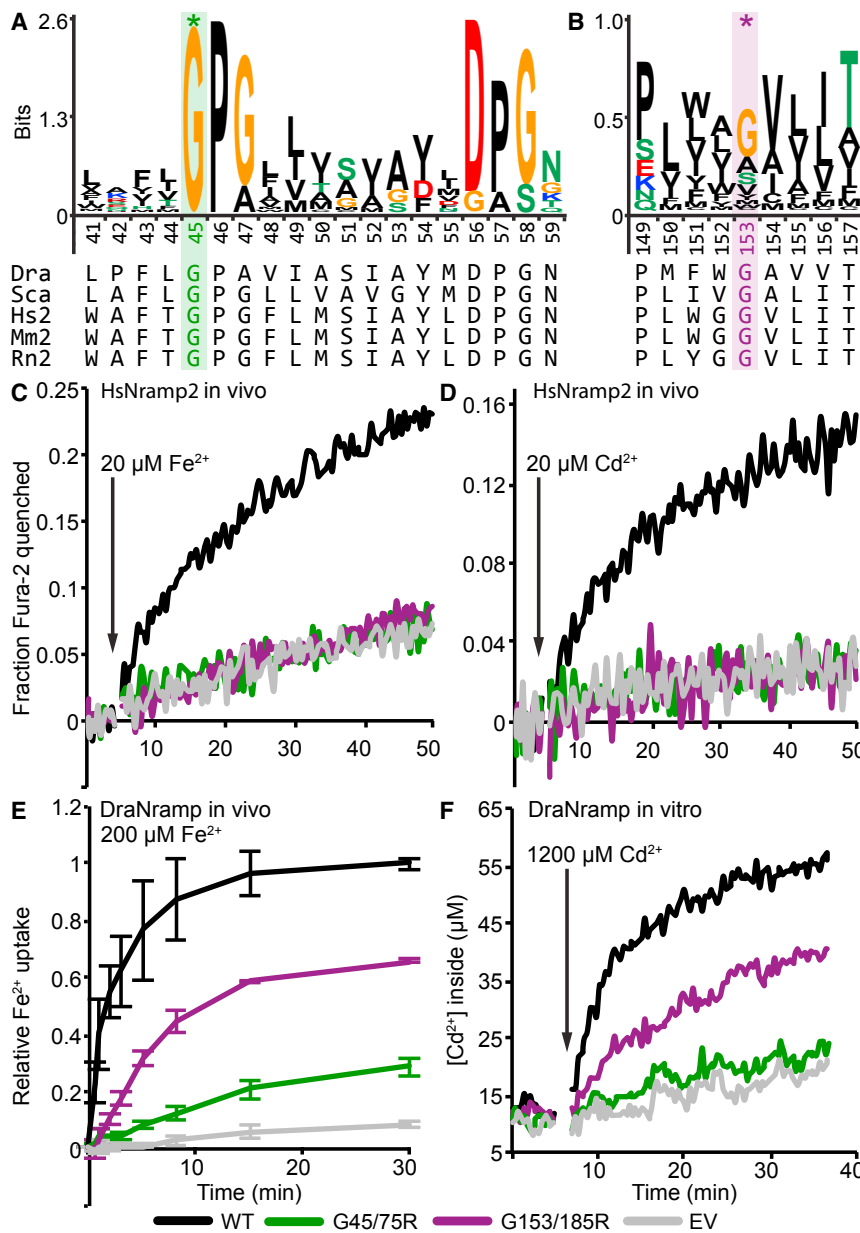 A
B
2.6
1.3
0
Bits
*
G P G D P G
41 42 43 44 45 46 47 48 49 50 51 52 53 54 55 56 57 58 59
1.0
0.5
0
*
P G V T
149 150 151 152 153 154 155 156 157
Dra L P F L G P A V I A S I A Y M D P G N P M F W G A V V T
Sca L A F L G P G L L V A V G Y M D P G N P L I V G A L I T
Hs2 W A F T G P G F L M S I A Y L D P G N P L W G G V L I T
Mm2 W A F T G P G F L M S I A Y L D P G N P L W G G V L I T
Rn2 W A F T G P G F L M S I A Y L D P G N P L Y G G V L I T
C
HsNramp2 in vivo
20 µM Fe²⁺
Fraction Fura-2 quenched
0.25
0.2
0.15
0.1
0.05
0
10 20 30 40 50
D
HsNramp2 in vivo
20 µM Cd²⁺
0.16
0.12
0.08
0.04
0
10 20 30 40 50
E
DraNramp in vivo
200 µM Fe²⁺
Relative Fe²⁺ uptake
1.2
1
0.8
0.6
0.4
0.2
0
10 20 30
Time (min)
F
DraNramp in vitro
1200 µM Cd²⁺
[Cd²⁺] inside (µM)
65
55
45
35
25
15
5
10 20 30 40
Time (min)
WT G45/75R G153/185R EV